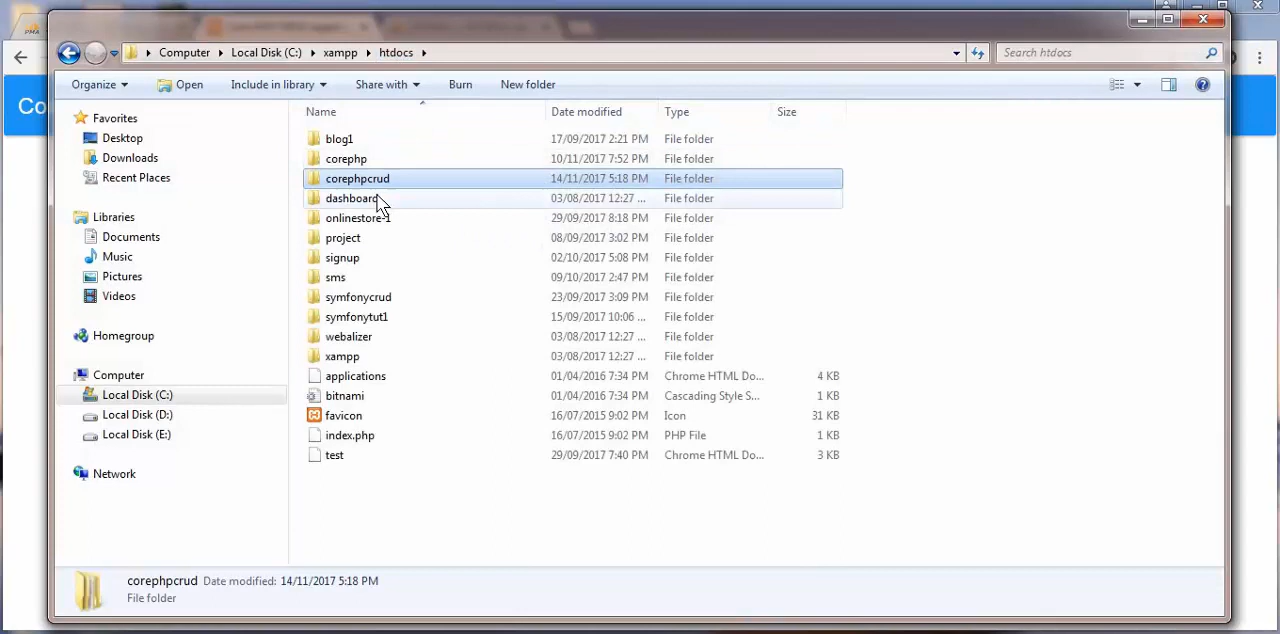 PMA
Co
Computer Local Disk (C:) xampp htdocs
Search htdocs
Organize Open Include in library Share with Burn New folder
Name Date modified Type Size
Favorites
Desktop
Downloads
Recent Places
Libraries
Documents
Music
Pictures
Videos
Homegroup
Computer
Local Disk (C:)
Local Disk (D:)
Local Disk (E:)
Network
blog1 17/09/2017 2:21 PM File folder
corephp 10/11/2017 7:52 PM File folder
corephpcrud 14/11/2017 5:18 PM File folder
dashboard 03/08/2017 12:27 ... File folder
onlinestore-1 29/09/2017 8:18 PM File folder
project 08/09/2017 3:02 PM File folder
signup 02/10/2017 5:08 PM File folder
sms 09/10/2017 2:47 PM File folder
symfonycrud 23/09/2017 3:09 PM File folder
symfonytut1 15/09/2017 10:06 ... File folder
webalizer 03/08/2017 12:27 ... File folder
xampp 03/08/2017 12:27 ... File folder
applications 01/04/2016 7:34 PM Chrome HTML Do... 4 KB
bitnami 01/04/2016 7:34 PM Cascading Style S... 1 KB
favicon 16/07/2015 9:02 PM Icon 31 KB
index.php 16/07/2015 9:02 PM PHP File 1 KB
test 29/09/2017 7:40 PM Chrome HTML Do... 3 KB
corephpcrud Date modified: 14/11/2017 5:18 PM
File folder